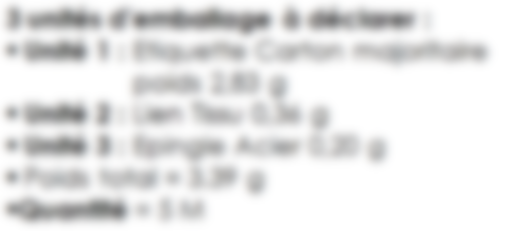 3 unités d'emballage à déclarer :
• Unité 1 : Etiquette Carton majoritaire
poids 2,83 g
• Unité 2 : Lien Tissu 0,36 g
• Unité 3 : Epingle Acier 0,20 g
• Poids total = 3,39 g
•Quantité = 5 M